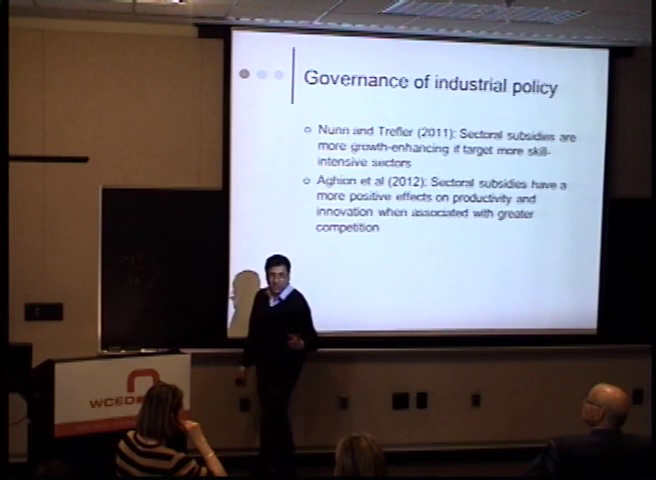 Governance of industrial policy
Nunn and Trefler (2011): Sectoral subsidies are
more growth-enhancing if target more skill-
intensive sectors
Aghion et al (2012): Sectoral subsidies have a
more positive effects on productivity and
innovation when associated with greater
competition